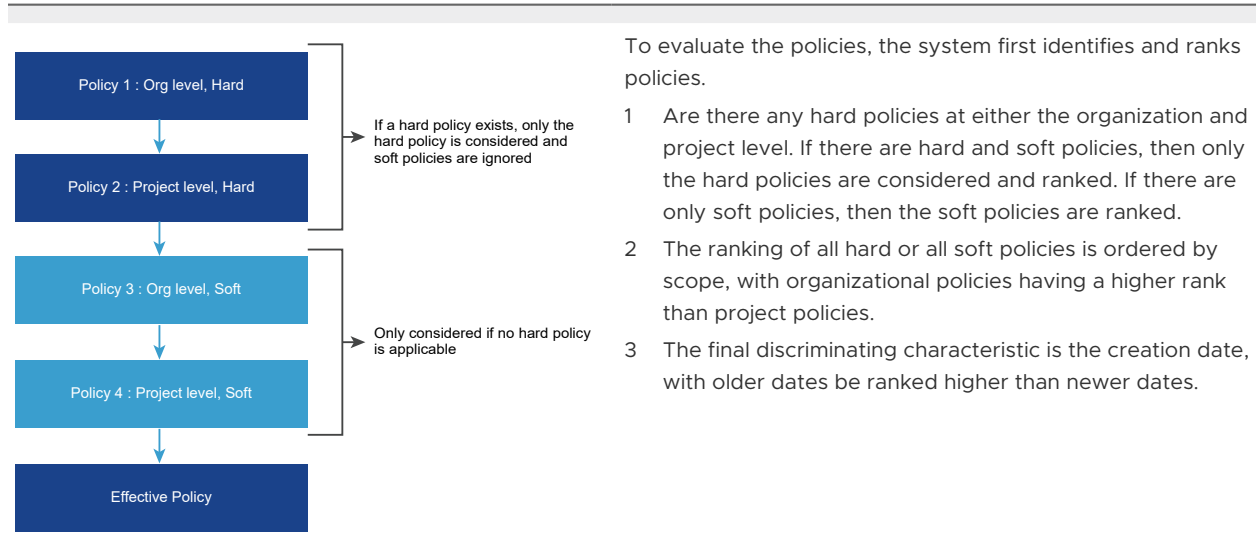 Policy 1 : Org level, Hard
Policy 2 : Project level, Hard
If a hard policy exists, only the
hard policy is considered and
soft policies are ignored
Policy 3 : Org level, Soft
Policy 4 : Project level, Soft
Only considered if no hard policy
is applicable
Effective Policy
To evaluate the policies, the system first identifies and ranks
policies.
1 Are there any hard policies at either the organization and
project level. If there are hard and soft policies, then only
the hard policies are considered and ranked. If there are
only soft policies, then the soft policies are ranked.
2 The ranking of all hard or all soft policies is ordered by
scope, with organizational policies having a higher rank
than project policies.
3 The final discriminating characteristic is the creation date,
with older dates be ranked higher than newer dates.